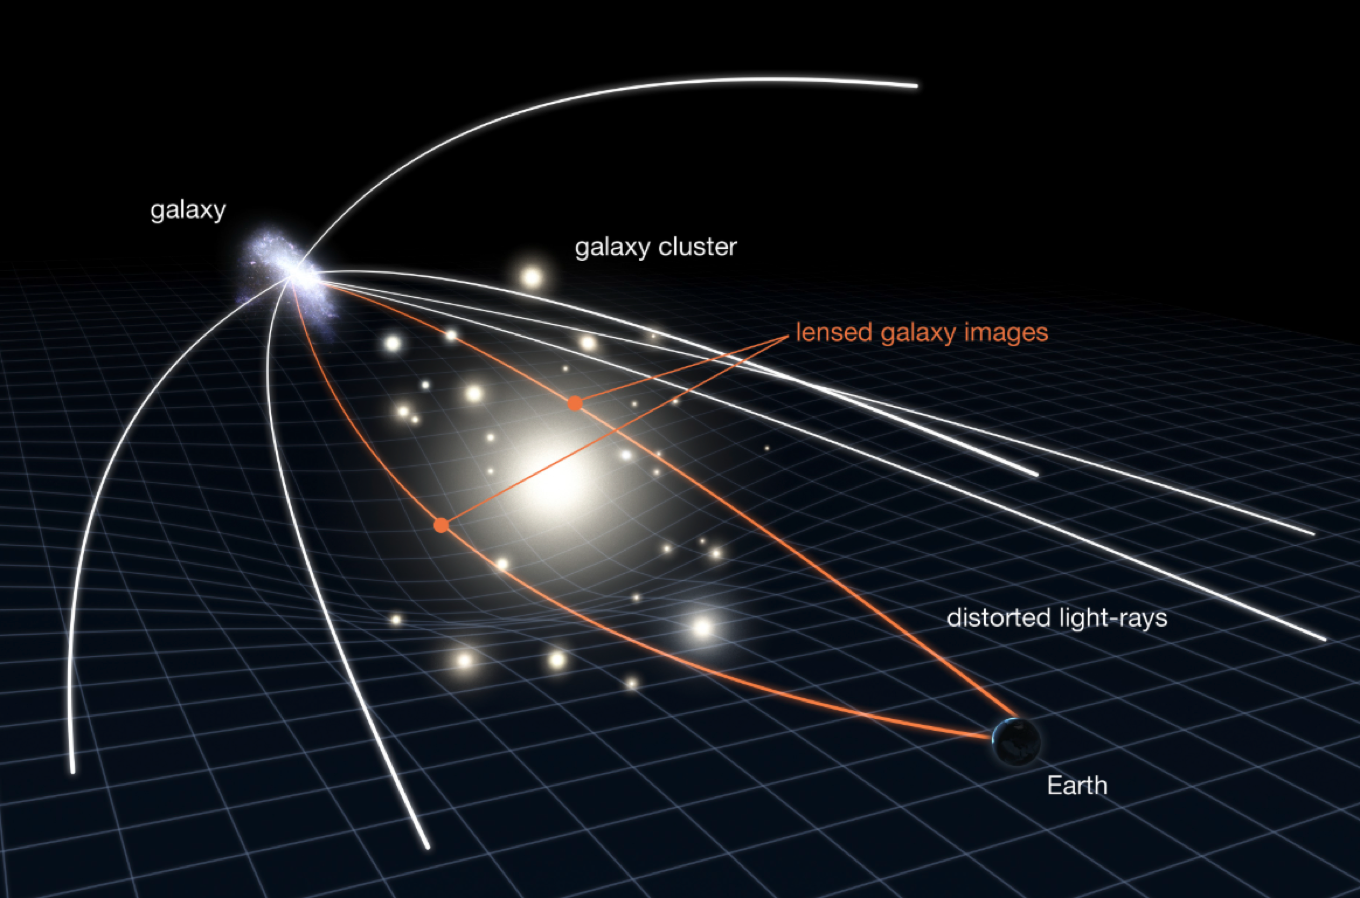 galaxy
galaxy cluster
lensed galaxy images
distorted light-rays
Earth